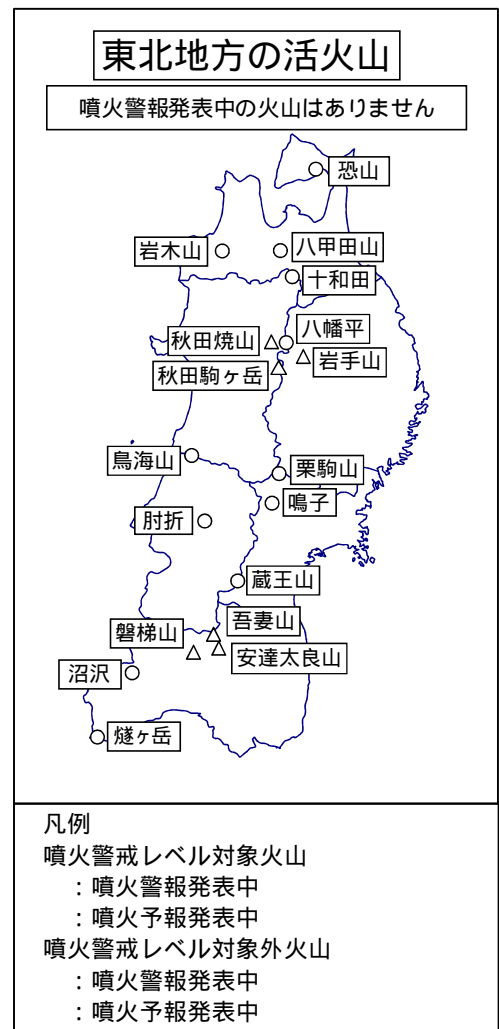 東北地方の活火山
噴火警報発表中の火山はありません
恐山
岩木山
八甲田山
十和田
八幡平
秋田焼山
岩手山
秋田駒ヶ岳
鳥海山
栗駒山
鳴子
肘折
蔵王山
吾妻山
磐梯山
安達太良山
沼沢
燧ヶ岳
凡例
噴火警戒レベル対象火山
：噴火警報発表中
：噴火予報発表中
噴火警戒レベル対象外火山
：噴火警報発表中
：噴火予報発表中